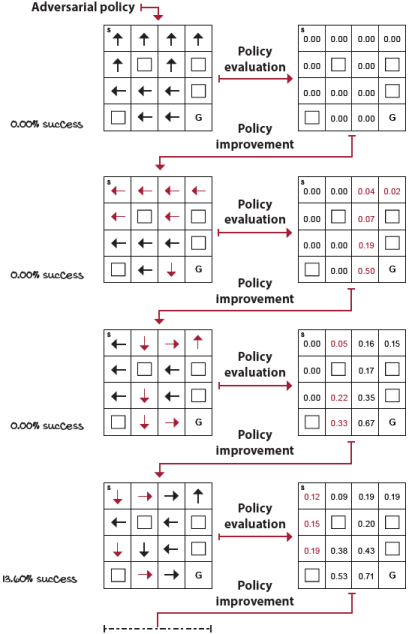 Adversarial policy
S
G
0.00% success
Policy
evaluation
S
0.00 0.00 0.00 0.00
0.00 0.00
0.00 0.00 0.00
0.00 0.00 G
Policy
improvement
S
G
0.00% success
Policy
evaluation
S
0.00 0.00 0.04 0.02
0.00 0.07
0.00 0.00 0.19
0.00 0.50 G
Policy
improvement
S
G
0.00% success
Policy
evaluation
S
0.00 0.05 0.16 0.15
0.00 0.17
0.00 0.22 0.35
0.33 0.67 G
Policy
improvement
S
G
13.60% success
Policy
evaluation
S
0.12 0.09 0.19 0.19
0.15 0.20
0.19 0.38 0.43
0.53 0.71 G
Policy
improvement